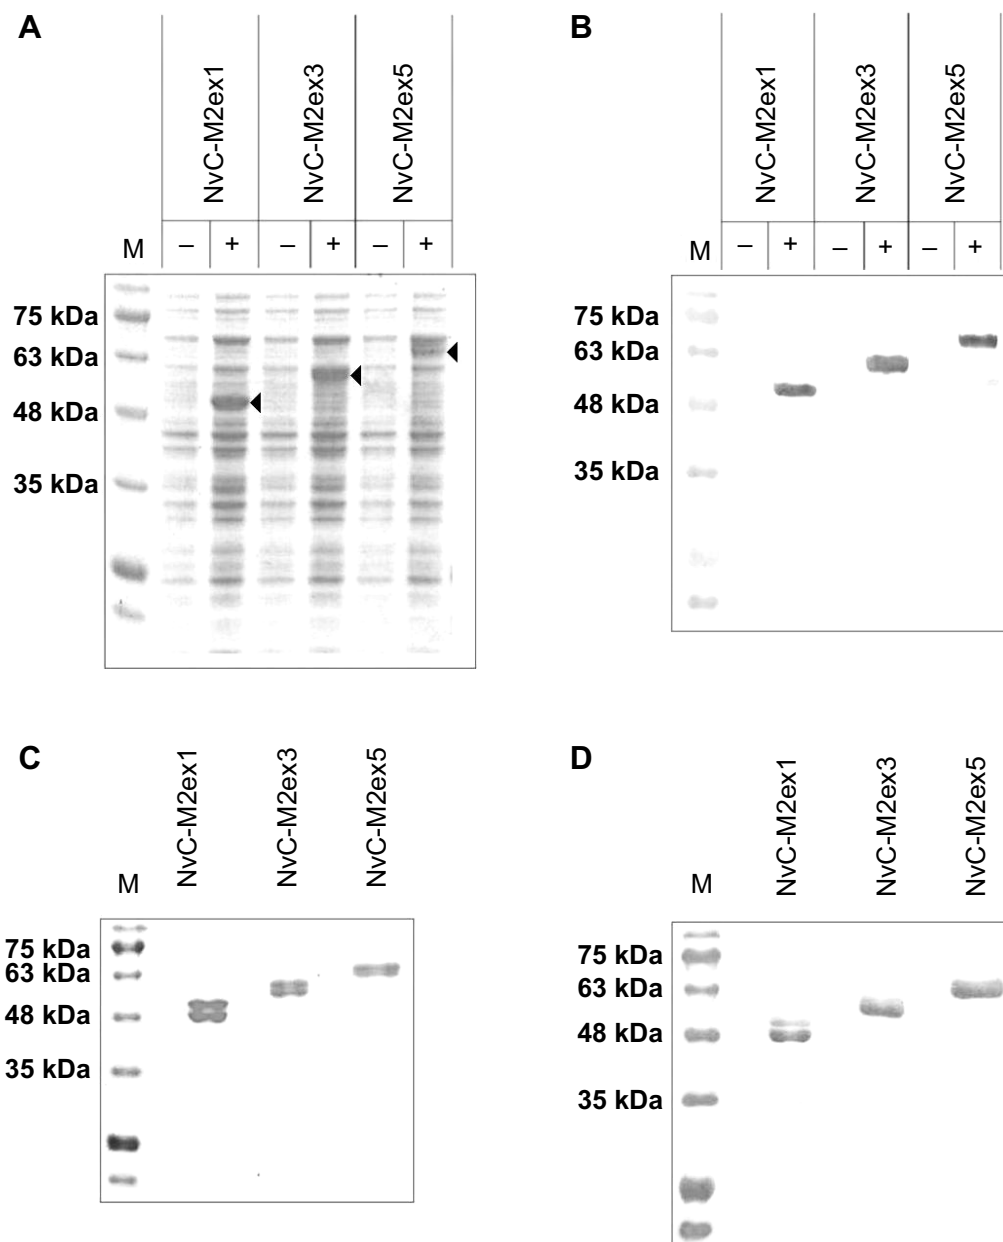 A
NvC-M2ex1
NvC-M2ex3
NvC-M2ex5
M – + – + – +
75 kDa
63 kDa
48 kDa
35 kDa
B
NvC-M2ex1
NvC-M2ex3
NvC-M2ex5
M – + – + – +
75 kDa
63 kDa
48 kDa
35 kDa
C
NvC-M2ex1
NvC-M2ex3
NvC-M2ex5
M
75 kDa
63 kDa
48 kDa
35 kDa
D
NvC-M2ex1
NvC-M2ex3
NvC-M2ex5
M
75 kDa
63 kDa
48 kDa
35 kDa